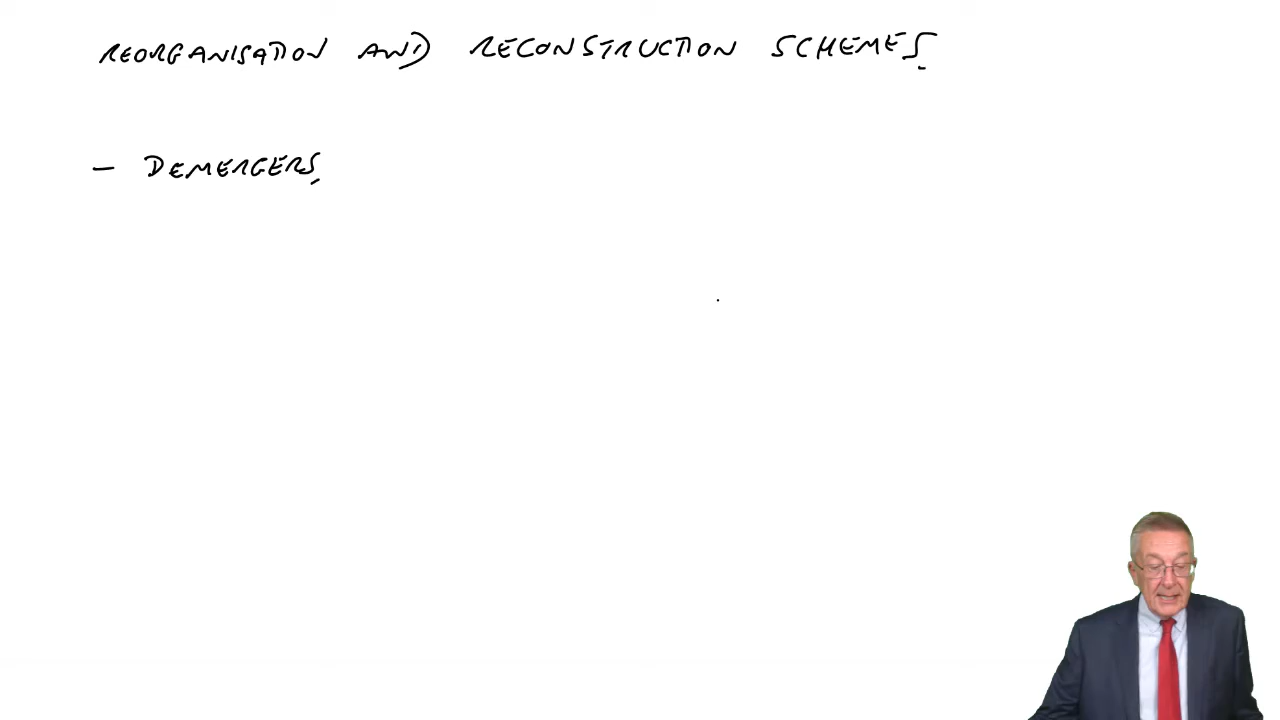 REORGANISATION AND RECONSTRUCTION SCHEMES.
- DEMERGERS.